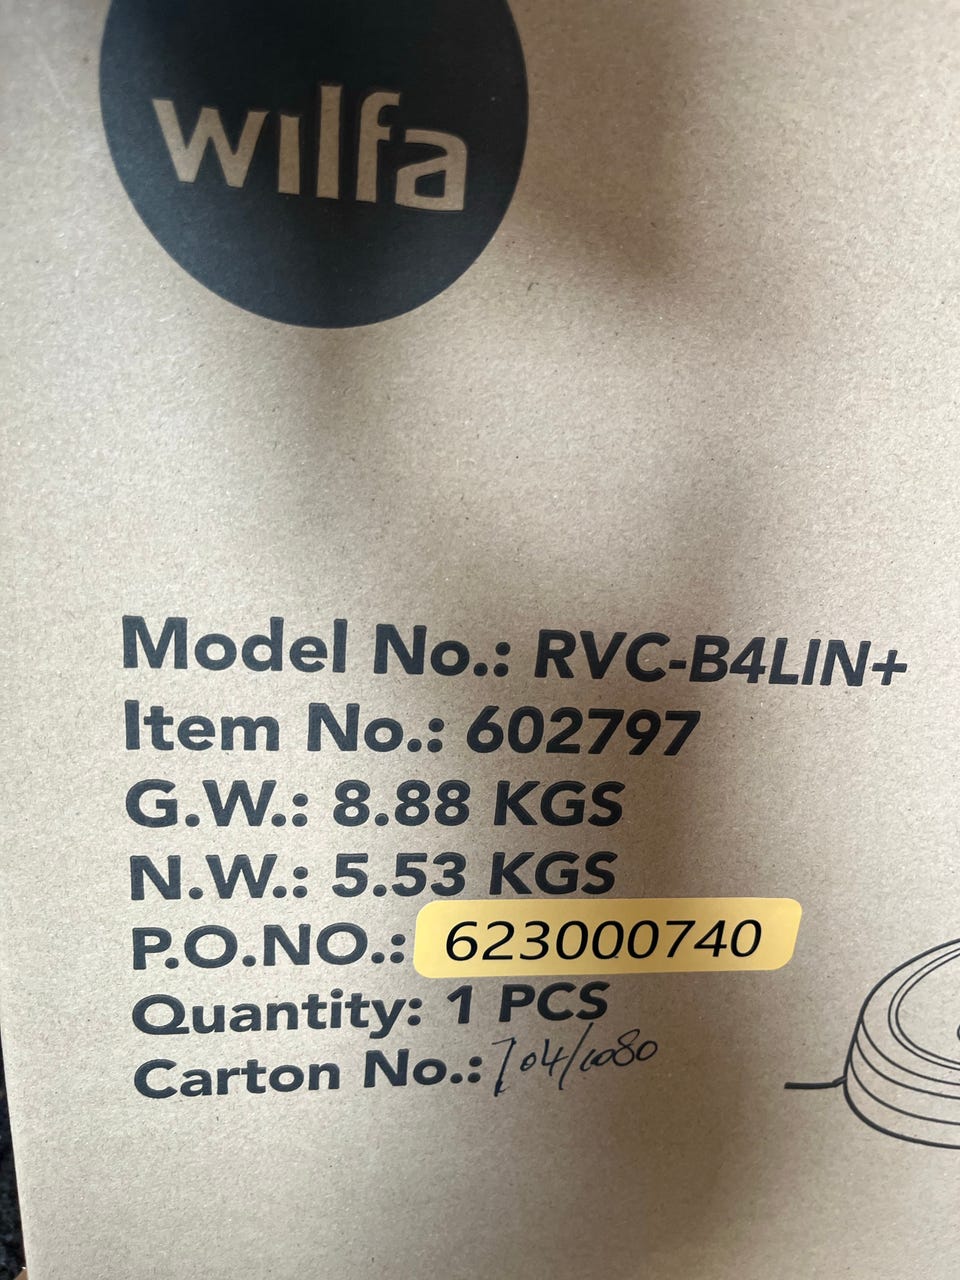 wilfa
Model No.: RVC-B4LIN+
Item No.: 602797
G.W.: 8.88 KGS
N.W.: 5.53 KGS
P.O.NO.: 623000740
Quantity: 1 PCS
Carton No.: 704/1080